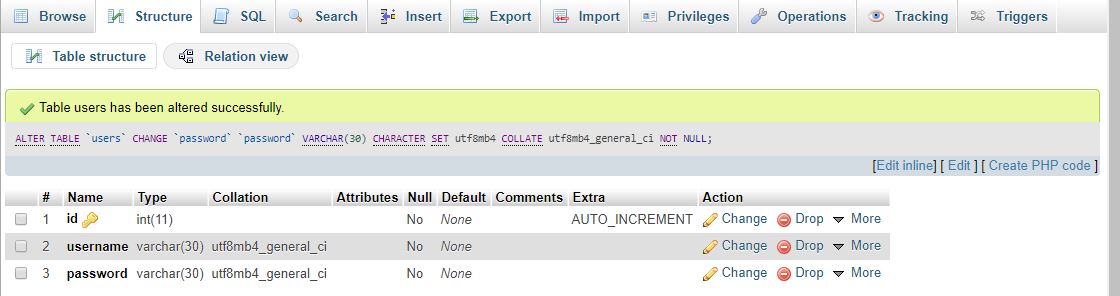 Browse Structure SQL Search Insert Export Import Privileges Operations Tracking Triggers
Table structure Relation view
Table users has been altered successfully.
ALTER TABLE `users` CHANGE `password` `password` VARCHAR(30) CHARACTER SET utf8mb4 COLLATE utf8mb4_general_ci NOT NULL;
[Edit inline] [ Edit ] [ Create PHP code ]
# Name Type Collation Attributes Null Default Comments Extra Action
1 id int(11) No None AUTO_INCREMENT Change Drop More
2 username varchar(30) utf8mb4_general_ci No None Change Drop More
3 password varchar(30) utf8mb4_general_ci No None Change Drop More